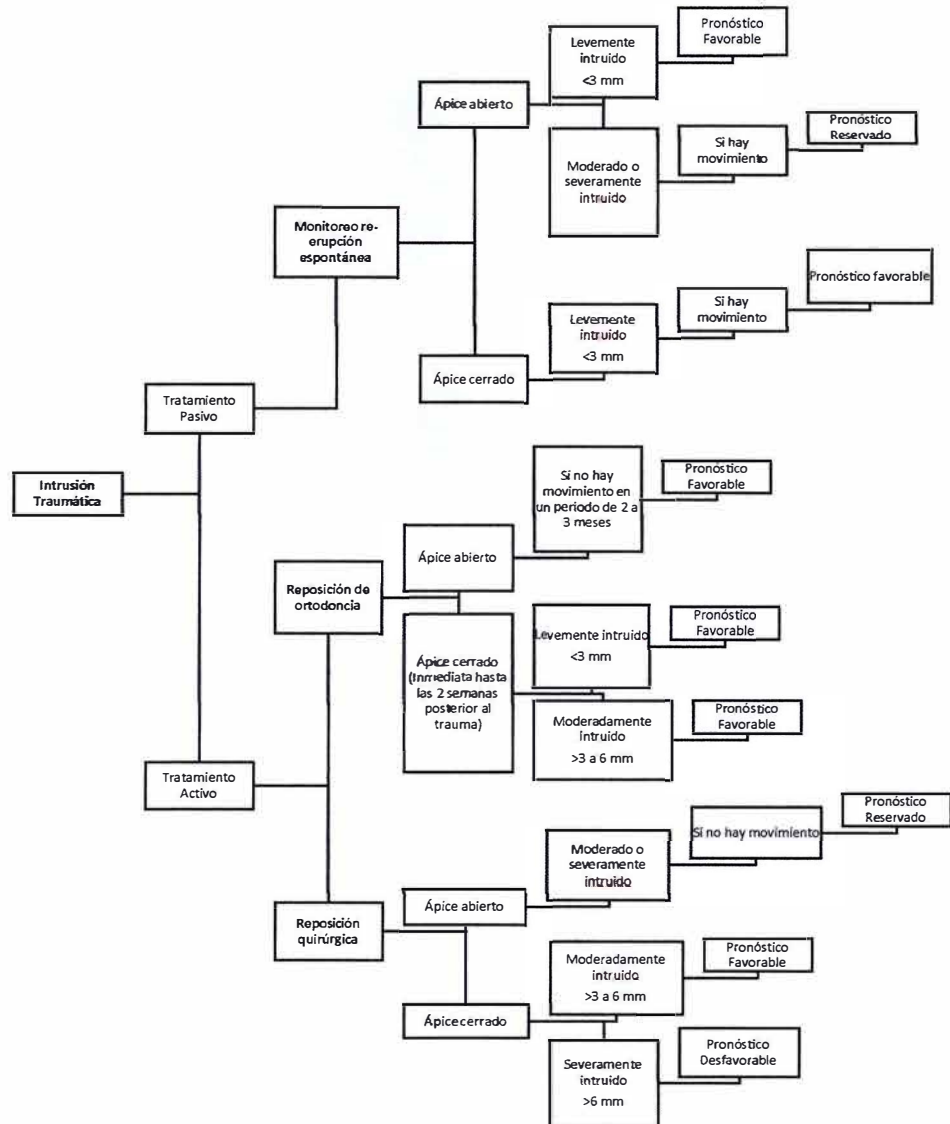 Intrusión
Traumática
Tratamiento
Pasivo
Monitoreo re-
erupción
espontánea
Ápice abierto
Levemente
intruido
<3 mm
Pronóstico
Favorable
Moderado o
severamente
intruido
Si hay
movimiento
Pronóstico
Reservado
Ápice cerrado
Levemente
intruido
<3 mm
Si hay
movimiento
Pronóstico favorable
Tratamiento
Activo
Reposición de
ortodoncia
Ápice abierto
Si no hay
movimiento en
un periodo de 2 a
3 meses
Pronóstico
Favorable
Ápice cerrado
(Inmediata hasta
las 2 semanas
posterior al
trauma)
Levemente intruido
<3 mm
Pronóstico
Favorable
Moderadamente
intruido
>3 a 6 mm
Pronóstico
Favorable
Reposición
quirúrgica
Ápice abierto
Moderado o
severamente
intruido
Si no hay movimiento
Pronóstico
Reservado
Ápice cerrado
Moderadamente
intruido
>3 a 6 mm
Pronóstico
Favorable
Severamente
intruido
>6 mm
Pronóstico
Desfavorable